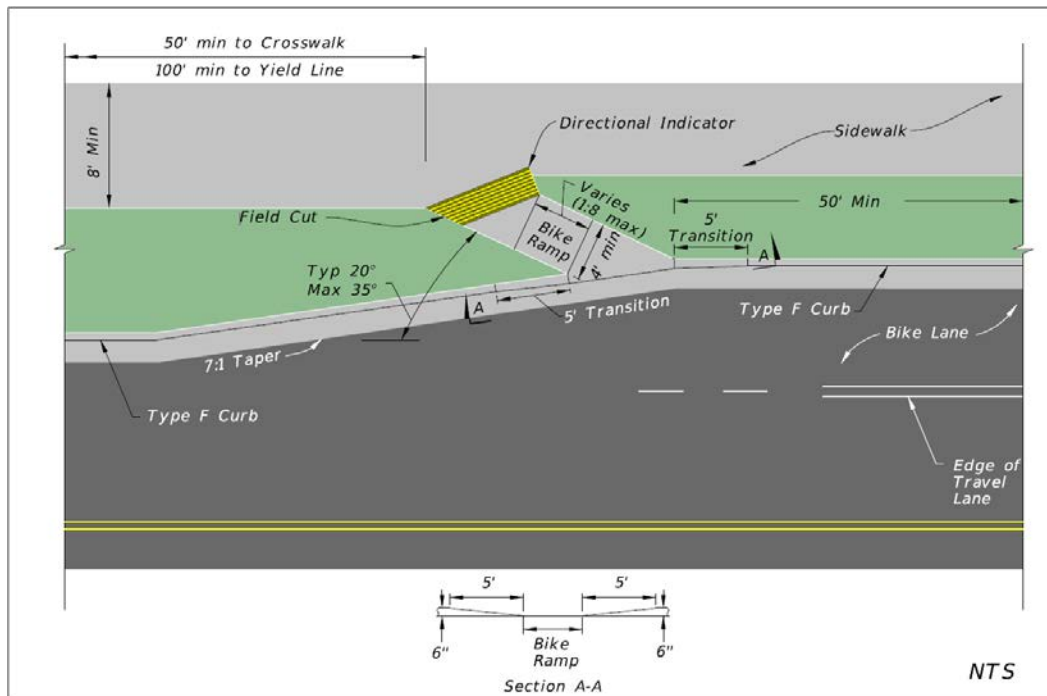 50' min to Crosswalk
100' min to Yield Line
8' Min
Directional Indicator
Sidewalk
Field Cut
Varies
(1:8 max)
50' Min
5'
Transition
Bike
Ramp
4' min
A
Typ 20°
Max 35°
A
5' Transition
Type F Curb
Bike Lane
7:1 Taper
Type F Curb
Edge of
Travel
Lane
5'
5'
6"
Bike
Ramp
6"
Section A-A
NTS